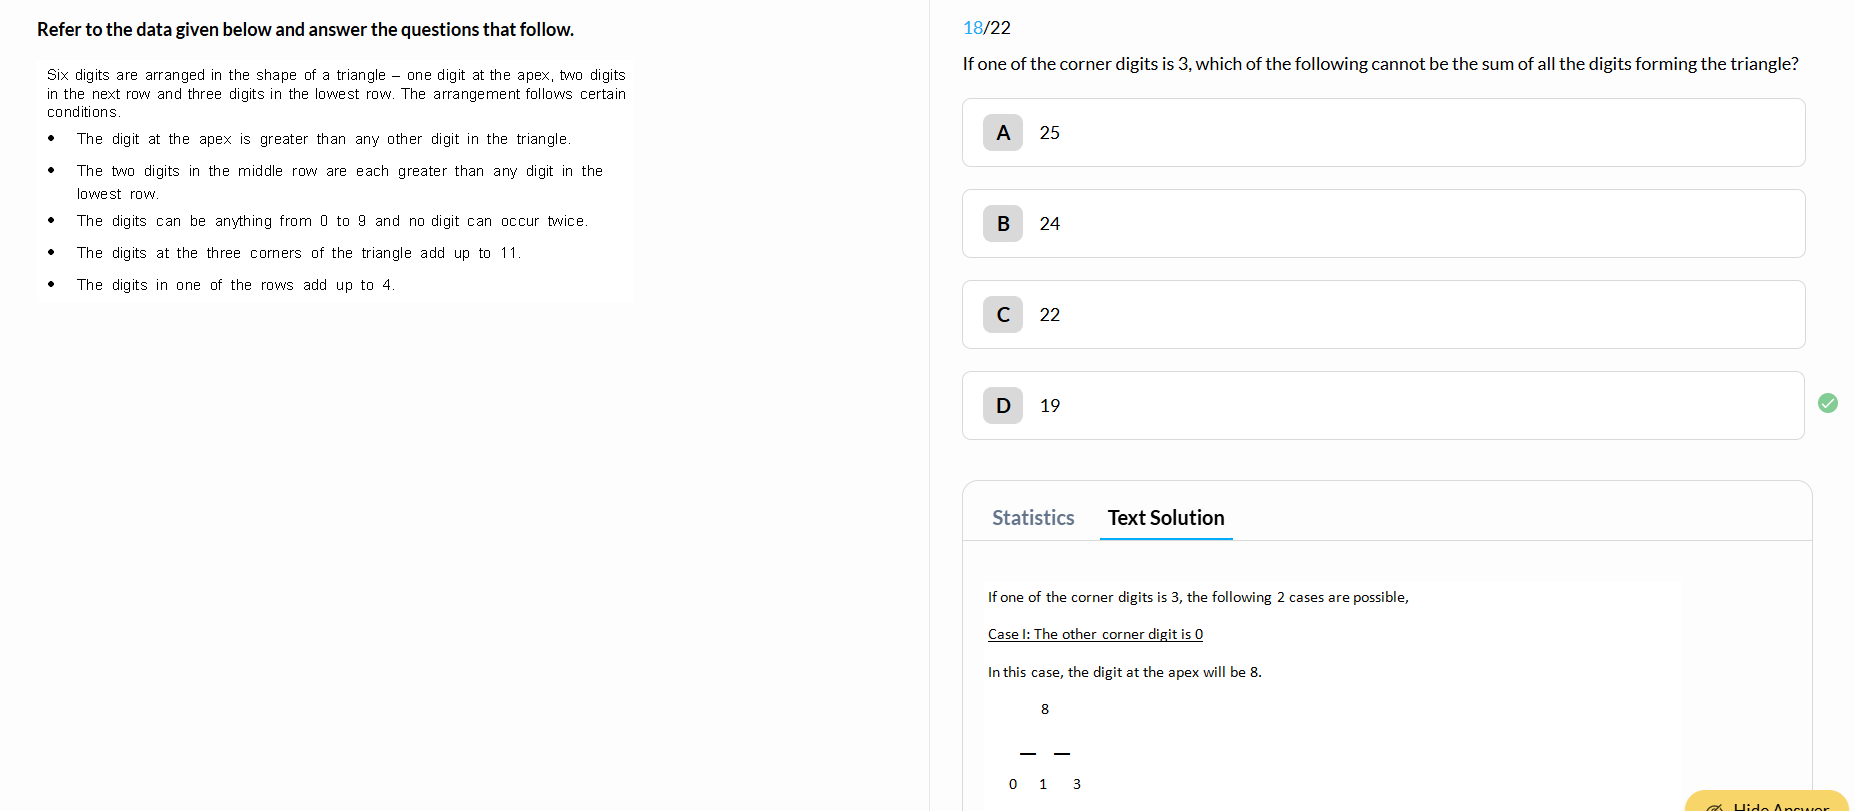 Refer to the data given below and answer the questions that follow.
Six digits are arranged in the shape of a triangle – one digit at the apex, two digits
in the next row and three digits in the lowest row. The arrangement follows certain
conditions.
• The digit at the apex is greater than any other digit in the triangle.
• The two digits in the middle row are each greater than any digit in the
lowest row.
• The digits can be anything from 0 to 9 and no digit can occur twice.
• The digits at the three corners of the triangle add up to 11.
• The digits in one of the rows add up to 4.
18/22
If one of the corner digits is 3, which of the following cannot be the sum of all the digits forming the triangle?
A 25
B 24
C 22
D 19
Statistics Text Solution
If one of the corner digits is 3, the following 2 cases are possible,
Case I: The other corner digit is 0
In this case, the digit at the apex will be 8.
8
_ _
0 1 3
Hide Answer